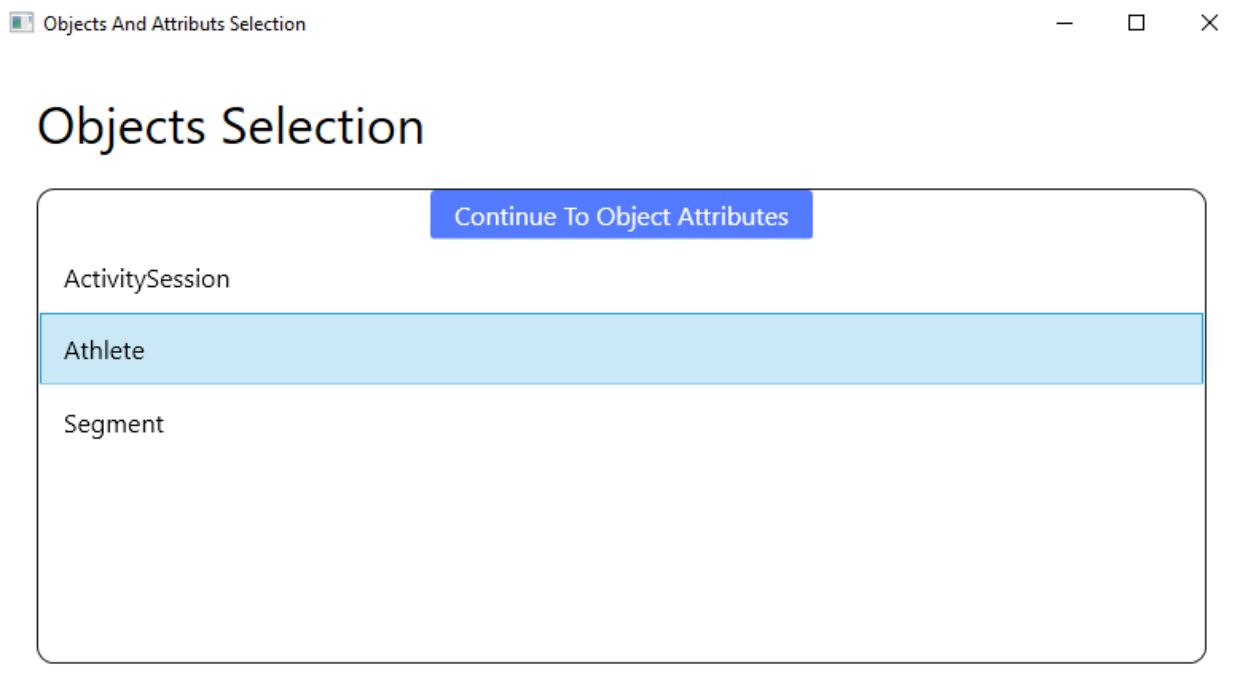 Objects And Attributs Selection
Objects Selection
Continue To Object Attributes
ActivitySession
Athlete
Segment